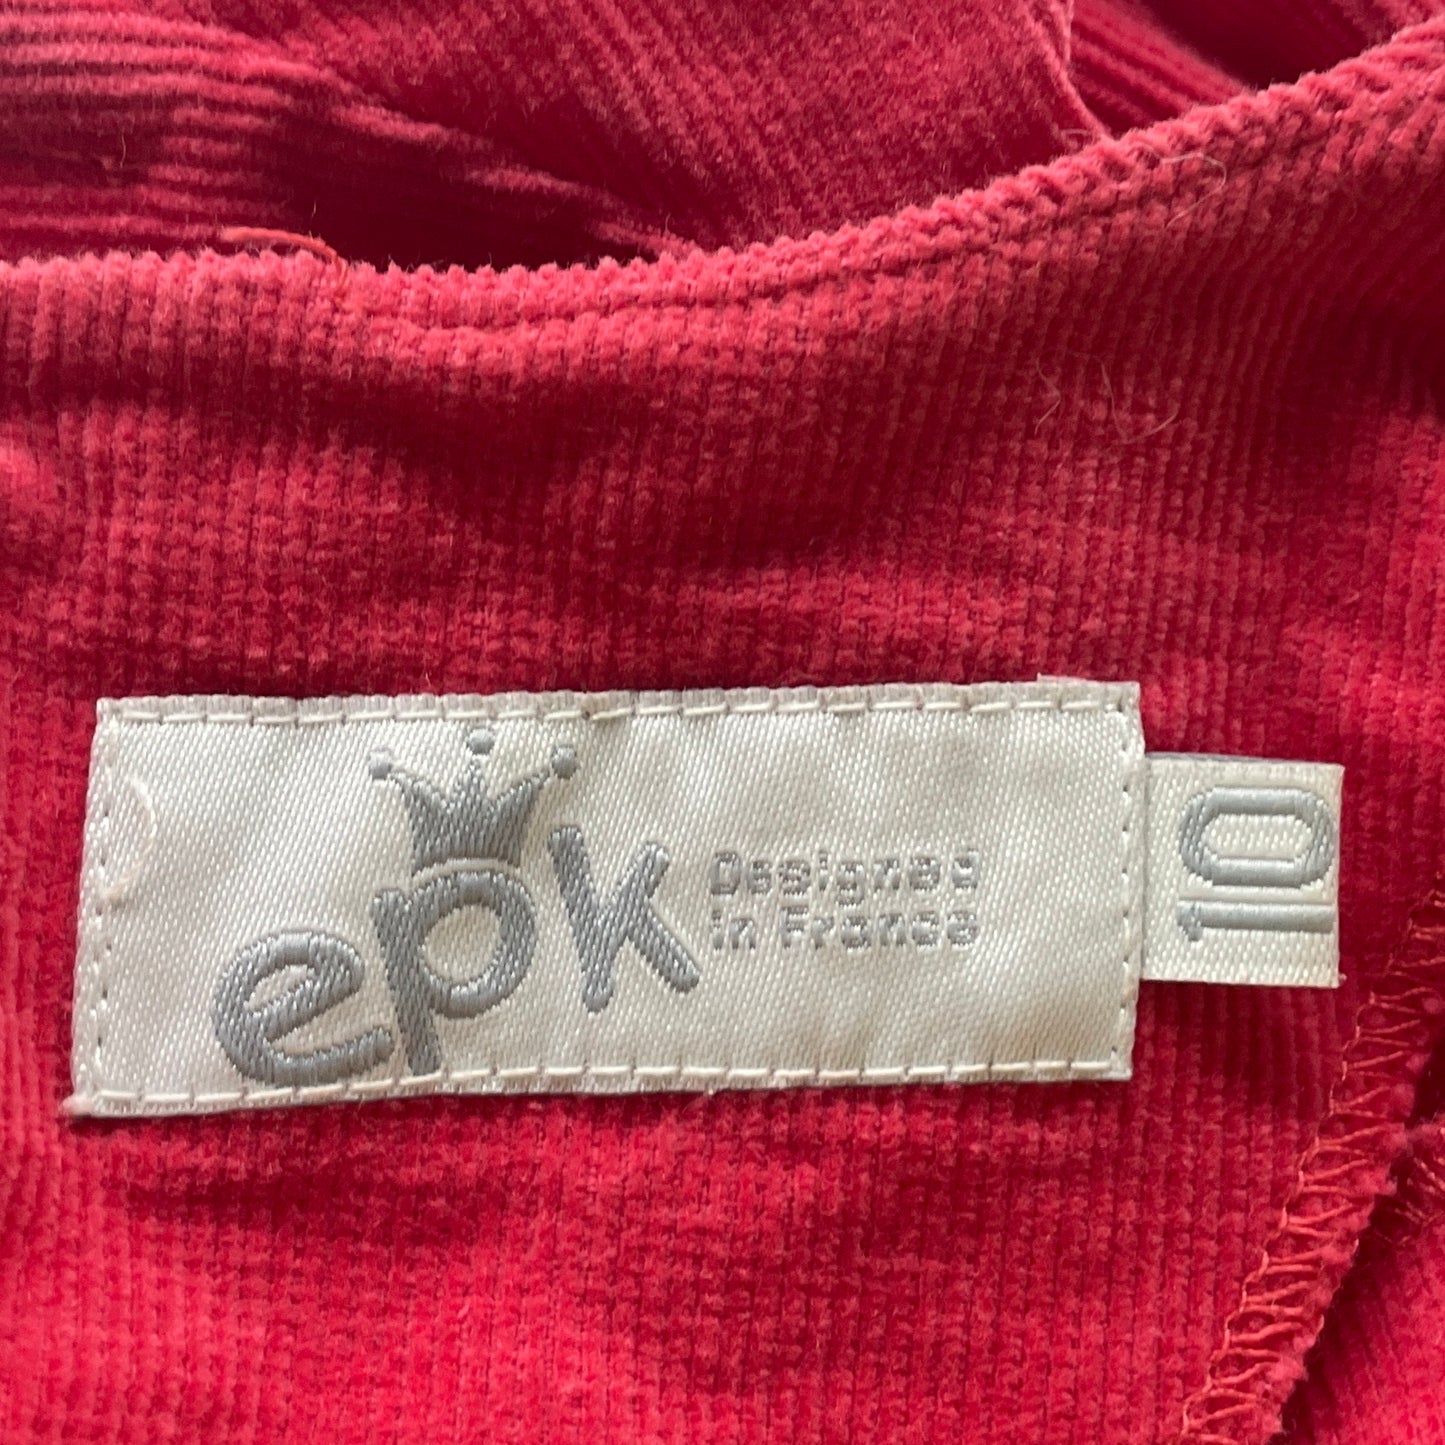 epk
Designed
in France
10